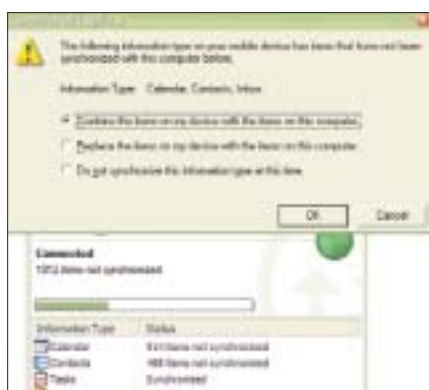 The following information type on your mobile device has items that have not been
synchronized with this computer before.
Information Type: Calendar, Contacts, Inbox
Combine the items on my device with the items on this computer.
Replace the items on my device with the items on this computer
Do not synchronize this information type at this time
OK Cancel
Connected
items not synchronized
Information Type Status
Calendar items not synchronized
Contacts items not synchronized
Tasks Synchronized